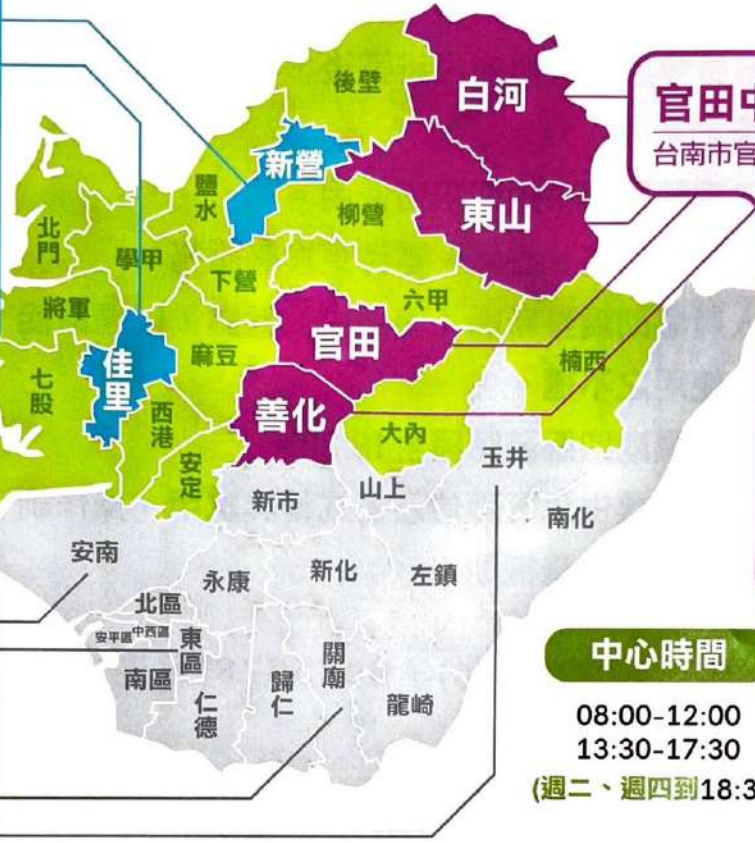 後壁
白河
官田中
台南市官
新營
鹽水
柳營
東山
北門
學甲
下營
六甲
將軍
佳里
麻豆
官田
楠西
七股
善化
西港
大內
安定
玉井
新市
山上
南化
安南
永康
新化
左鎮
北區
安平區
中西區
東區
南區
關廟
歸仁
仁德
龍崎
中心時間
08:00-12:00
13:30-17:30
(週二、週四到18:3